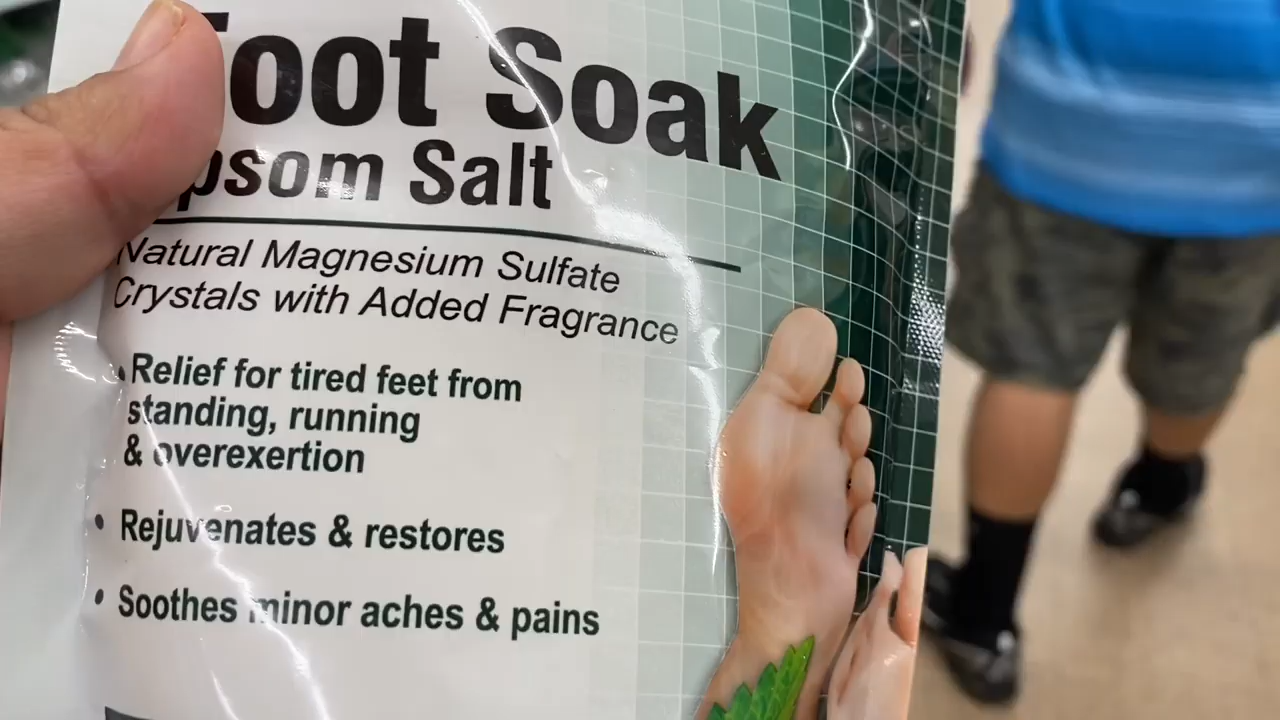 Foot Soak
psom Salt
Natural Magnesium Sulfate
Crystals with Added Fragrance
• Relief for tired feet from
standing, running
& overexertion
• Rejuvenates & restores
• Soothes minor aches & pains